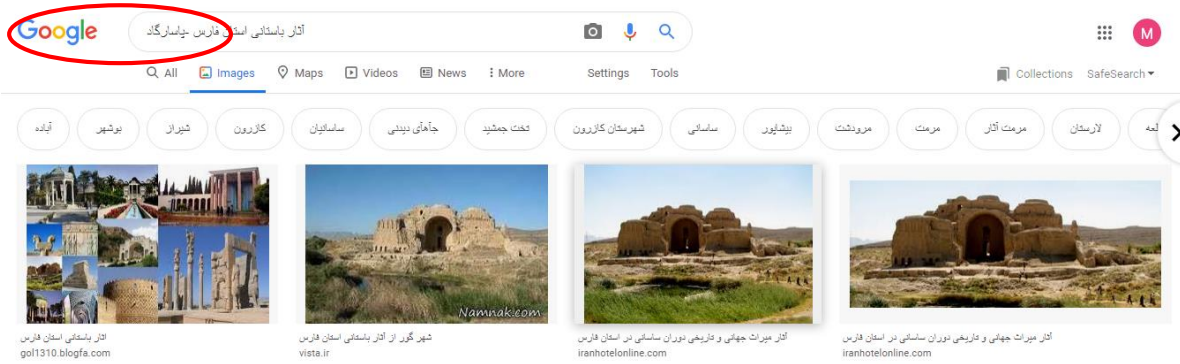 Google
آثار باستانی استان فارس -پاسارگاد
M
All Images Maps Videos News More Settings Tools
Collections SafeSearch
آباده بوشهر شیراز کازرون ساسانیان جاهای دیدنی تخت جمشید شهرستان کازرون ساسانی بیشاپور مرودشت مرمت مرمت آثار لارستان لعه
Namnak.com
آثار باستانی استان فارس
gol1310.blogfa.com
شهر گور از آثار باستانی استان فارس
vista.ir
آثار میراث جهانی و تاریخی دوران ساسانی در استان فارس
iranhotelonline.com
آثار میراث جهانی و تاریخی دوران ساسانی در استان فارس
iranhotelonline.com